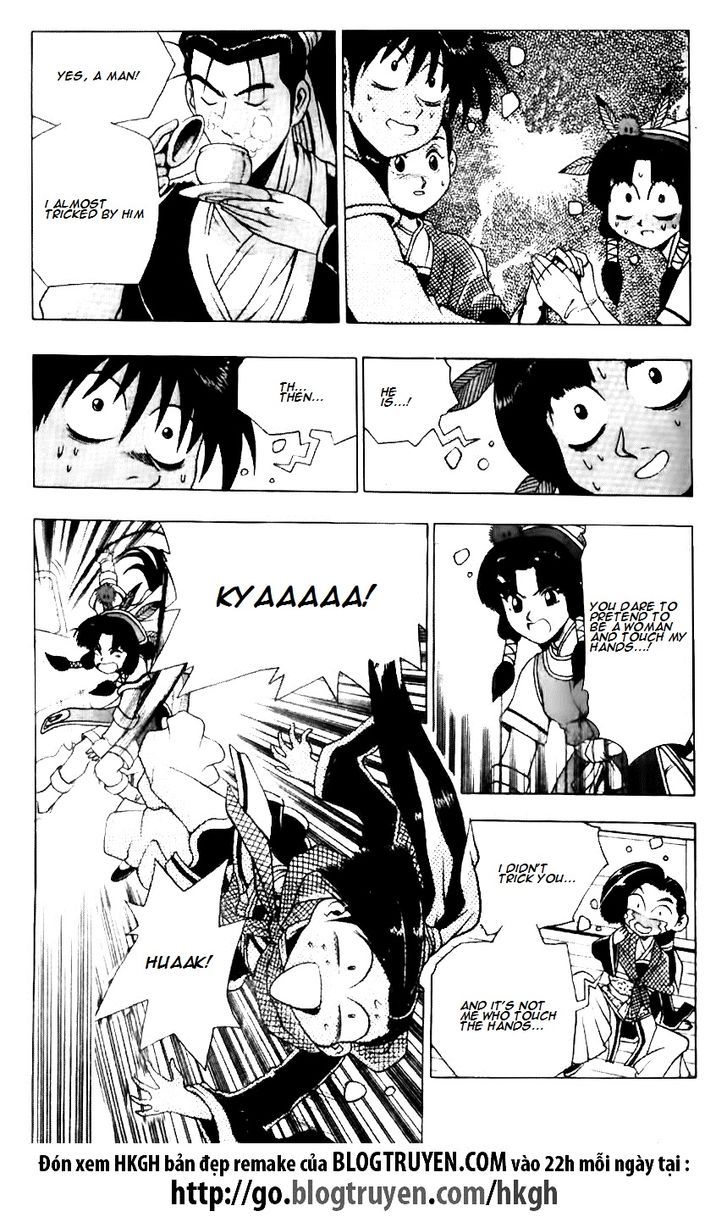 YES, A MAN!
I ALMOST
TRICKED BY HIM
TH...
THEN...
HE
IS...!
KYAAAAA!
HUAAK!
YOU DARE TO
PRETEND TO
BE A WOMAN
AND TOUCH MY
HANDS...!
I DIDN'T
TRICK YOU...
AND IT'S NOT
ME WHO TOUCH
THE HANDS...
Đón xem HKGH bản đẹp remake của BLOGTRUYEN.COM vào 22h mỗi ngày tại :
http://go.blogtruyen.com/hkgh